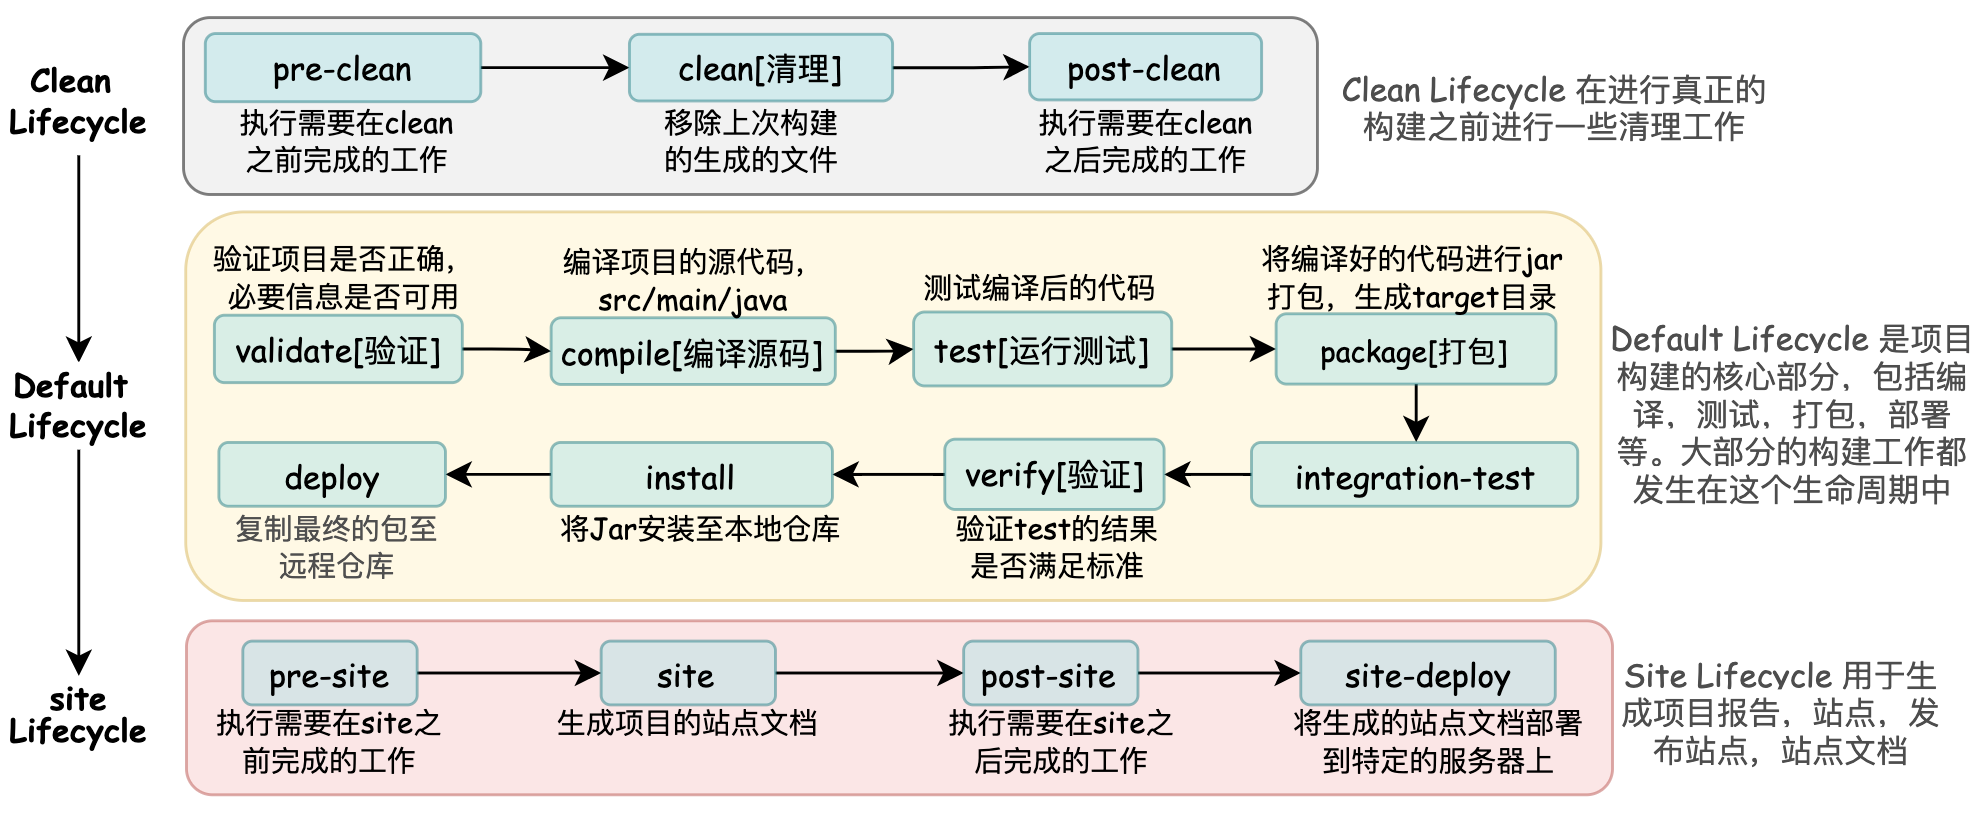 Clean
Lifecycle
pre-clean
执行需要在clean
之前完成的工作
clean[清理]
移除上次构建
的生成的文件
post-clean
执行需要在clean
之后完成的工作
Clean Lifecycle 在进行真正的
构建之前进行一些清理工作
Default
Lifecycle
验证项目是否正确，
必要信息是否可用
validate[验证]
编译项目的源代码，
src/main/java
compile[编译源码]
测试编译后的代码
test[运行测试]
将编译好的代码进行jar
打包，生成target目录
package[打包]
integration-test
verify[验证]
验证test的结果
是否满足标准
install
将Jar安装至本地仓库
deploy
复制最终的包至
远程仓库
Default Lifecycle 是项目
构建的核心部分，包括编
译，测试，打包，部署
等。大部分的构建工作都
发生在这个生命周期中
site
Lifecycle
pre-site
执行需要在site之
前完成的工作
site
生成项目的站点文档
post-site
执行需要在site之
后完成的工作
site-deploy
将生成的站点文档部署
到特定的服务器上
Site Lifecycle 用于生
成项目报告，站点，发
布站点，站点文档